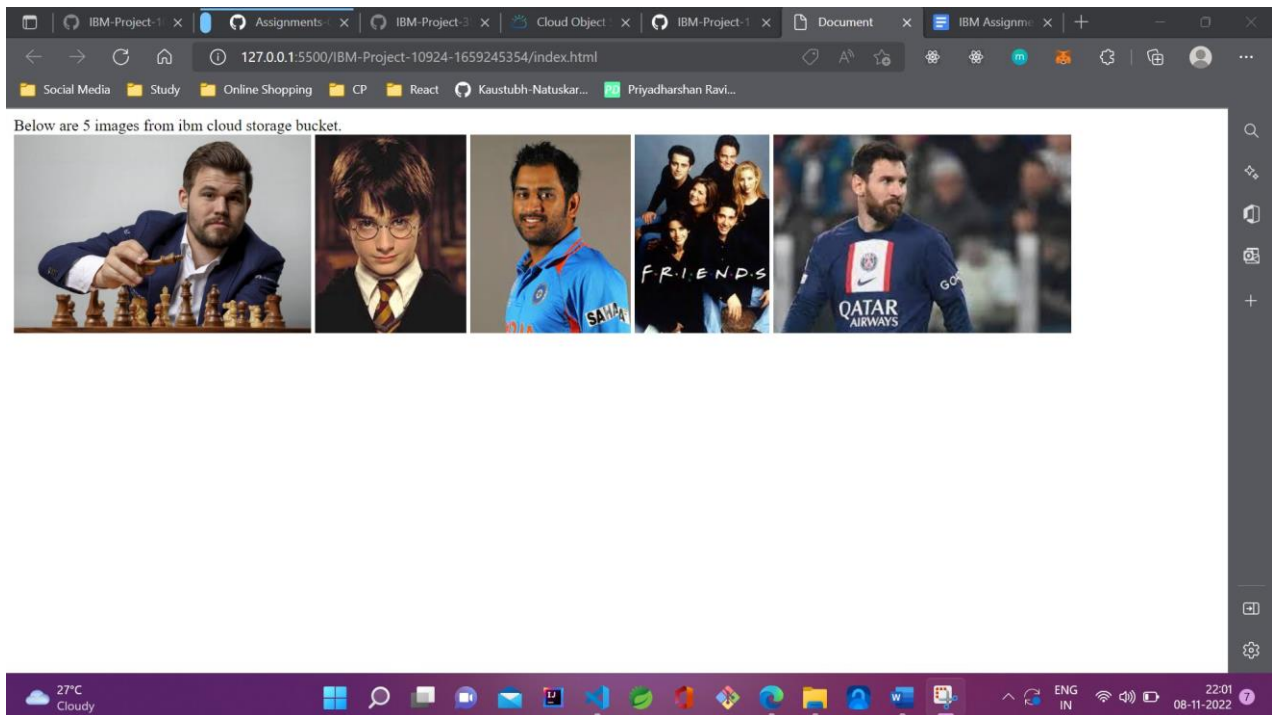 IBM-Project-1
Assignments-
IBM-Project-3
Cloud Object
IBM-Project-1
Document
IBM Assignme
127.0.0.1:5500/IBM-Project-10924-1659245354/index.html
Social Media
Study
Online Shopping
CP
React
Kaustubh-Natuskar...
PD
Priyadharshan Ravi...
Below are 5 images from ibm cloud storage bucket.
F·R·I·E·N·D·S
QATAR
AIRWAYS
27°C
Cloudy
ENG
IN
22:01
08-11-2022
7